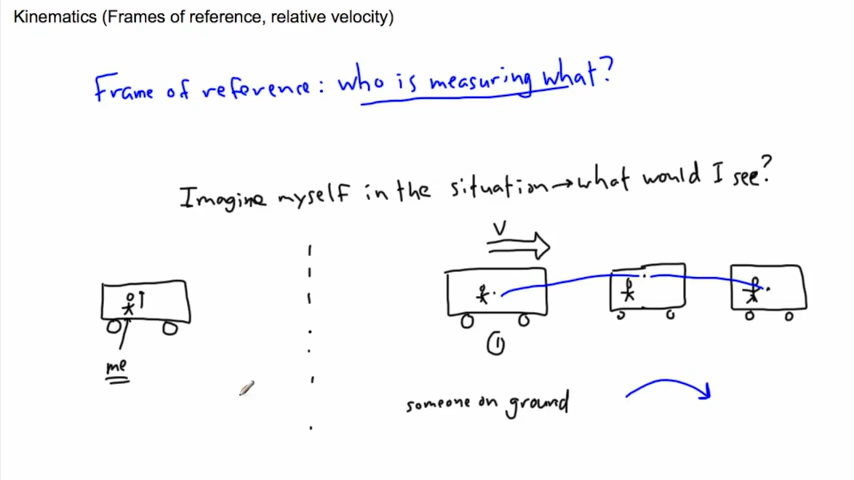 Kinematics (Frames of reference, relative velocity)
Frame of reference: who is measuring what?
Imagine myself in the situation→what would I see?
V
me
①
someone on ground